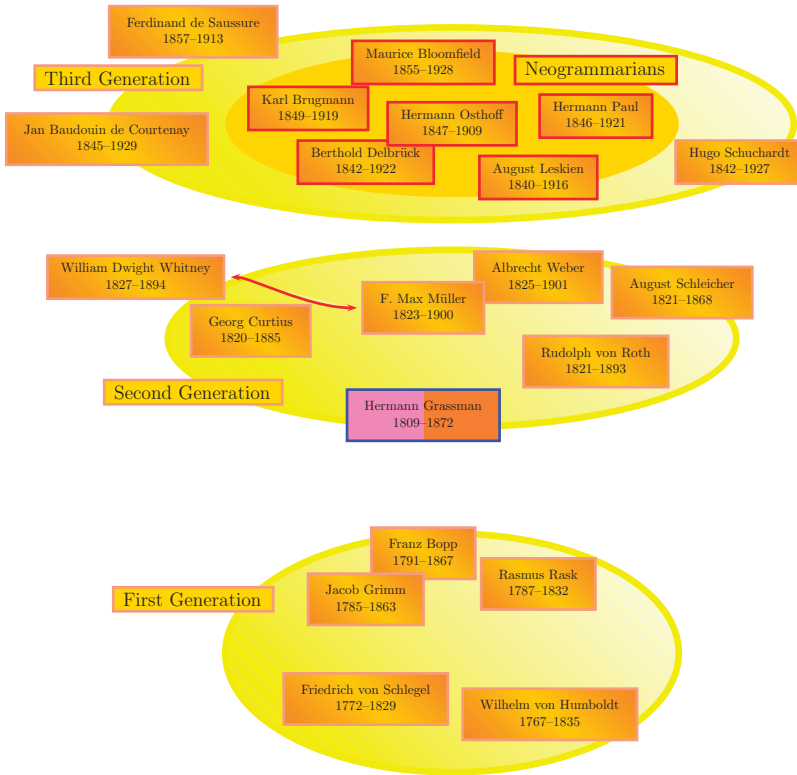 Ferdinand de Saussure
1857–1913
Maurice Bloomfield
1855–1928
Neogrammarians
Third Generation
Karl Brugmann
1849–1919
Hermann Osthoff
1847–1909
Hermann Paul
1846–1921
Jan Baudouin de Courtenay
1845–1929
Berthold Delbrück
1842–1922
August Leskien
1840–1916
Hugo Schuchardt
1842–1927
William Dwight Whitney
1827–1894
Albrecht Weber
1825–1901
August Schleicher
1821–1868
F. Max Müller
1823–1900
Georg Curtius
1820–1885
Rudolph von Roth
1821–1893
Second Generation
Hermann Grassman
1809–1872
Franz Bopp
1791–1867
Rasmus Rask
1787–1832
Jacob Grimm
1785–1863
First Generation
Friedrich von Schlegel
1772–1829
Wilhelm von Humboldt
1767–1835